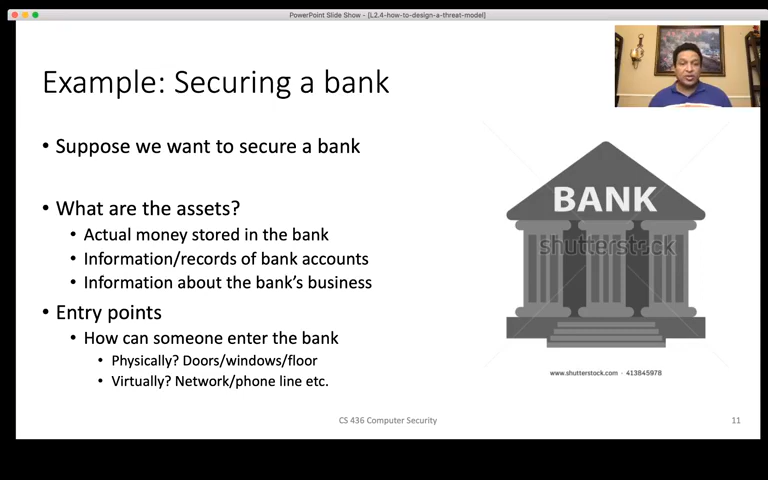 PowerPoint Slide Show - [L2.4-how-to-design-a-threat-model]
Example: Securing a bank
• Suppose we want to secure a bank
• What are the assets?
• Actual money stored in the bank
• Information/records of bank accounts
• Information about the bank's business
• Entry points
• How can someone enter the bank
• Physically? Doors/windows/floor
• Virtually? Network/phone line etc.
BANK
shutterstock
www.shutterstock.com · 413845978
CS 436 Computer Security
11